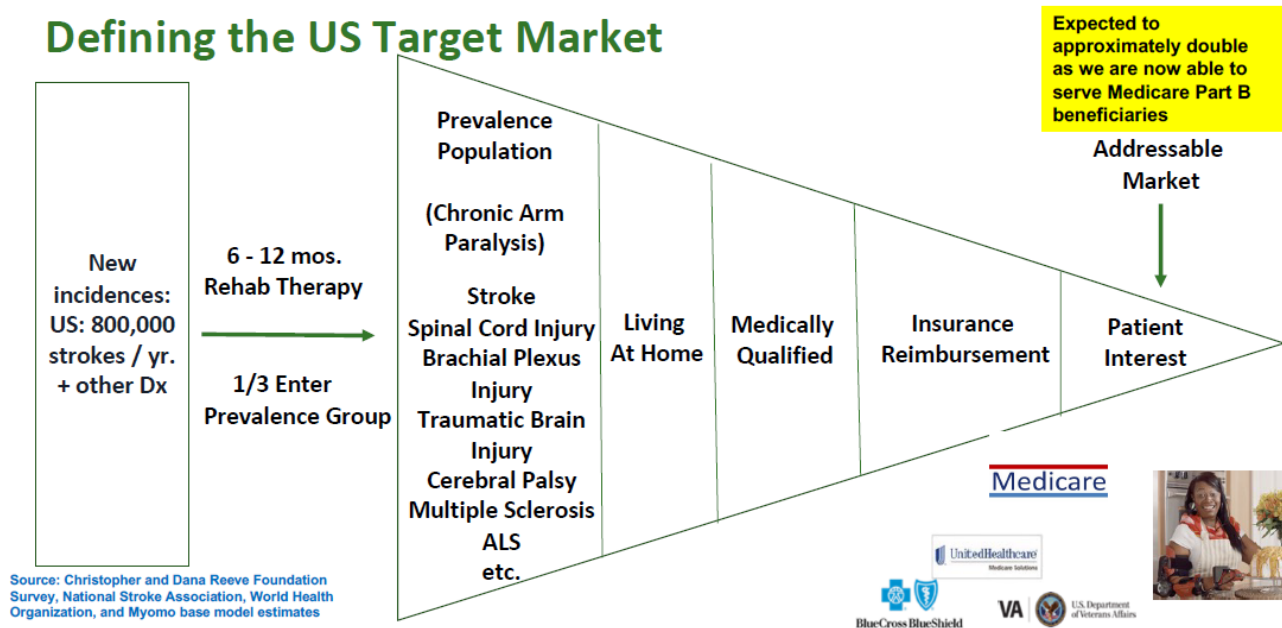 Defining the US Target Market
Expected to
approximately double
as we are now able to
serve Medicare Part B
beneficiaries
Addressable
Market
New
incidences:
US: 800,000
strokes / yr.
+ other Dx
6 - 12 mos.
Rehab Therapy
1/3 Enter
Prevalence Group
Prevalence
Population
(Chronic Arm
Paralysis)
Stroke
Spinal Cord Injury
Brachial Plexus
Injury
Traumatic Brain
Injury
Cerebral Palsy
Multiple Sclerosis
ALS
etc.
Living
At Home
Medically
Qualified
Insurance
Reimbursement
Patient
Interest
Medicare
UnitedHealthcare
Medicare Solutions
BlueCross BlueShield
VA
U.S. Department
of Veterans Affairs
Source: Christopher and Dana Reeve Foundation
Survey, National Stroke Association, World Health
Organization, and Myomo base model estimates